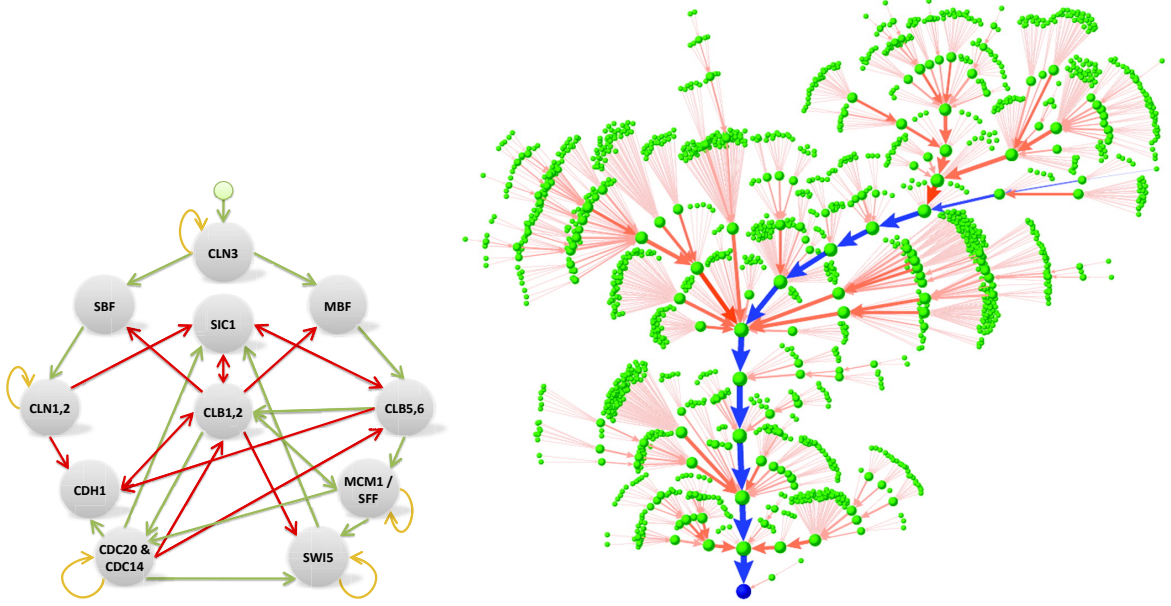 CLN3
SBF
MBF
SIC1
CLN1,2
CLB1,2
CLB5,6
CDH1
MCM1 /
SFF
CDC20 &
CDC14
SWI5